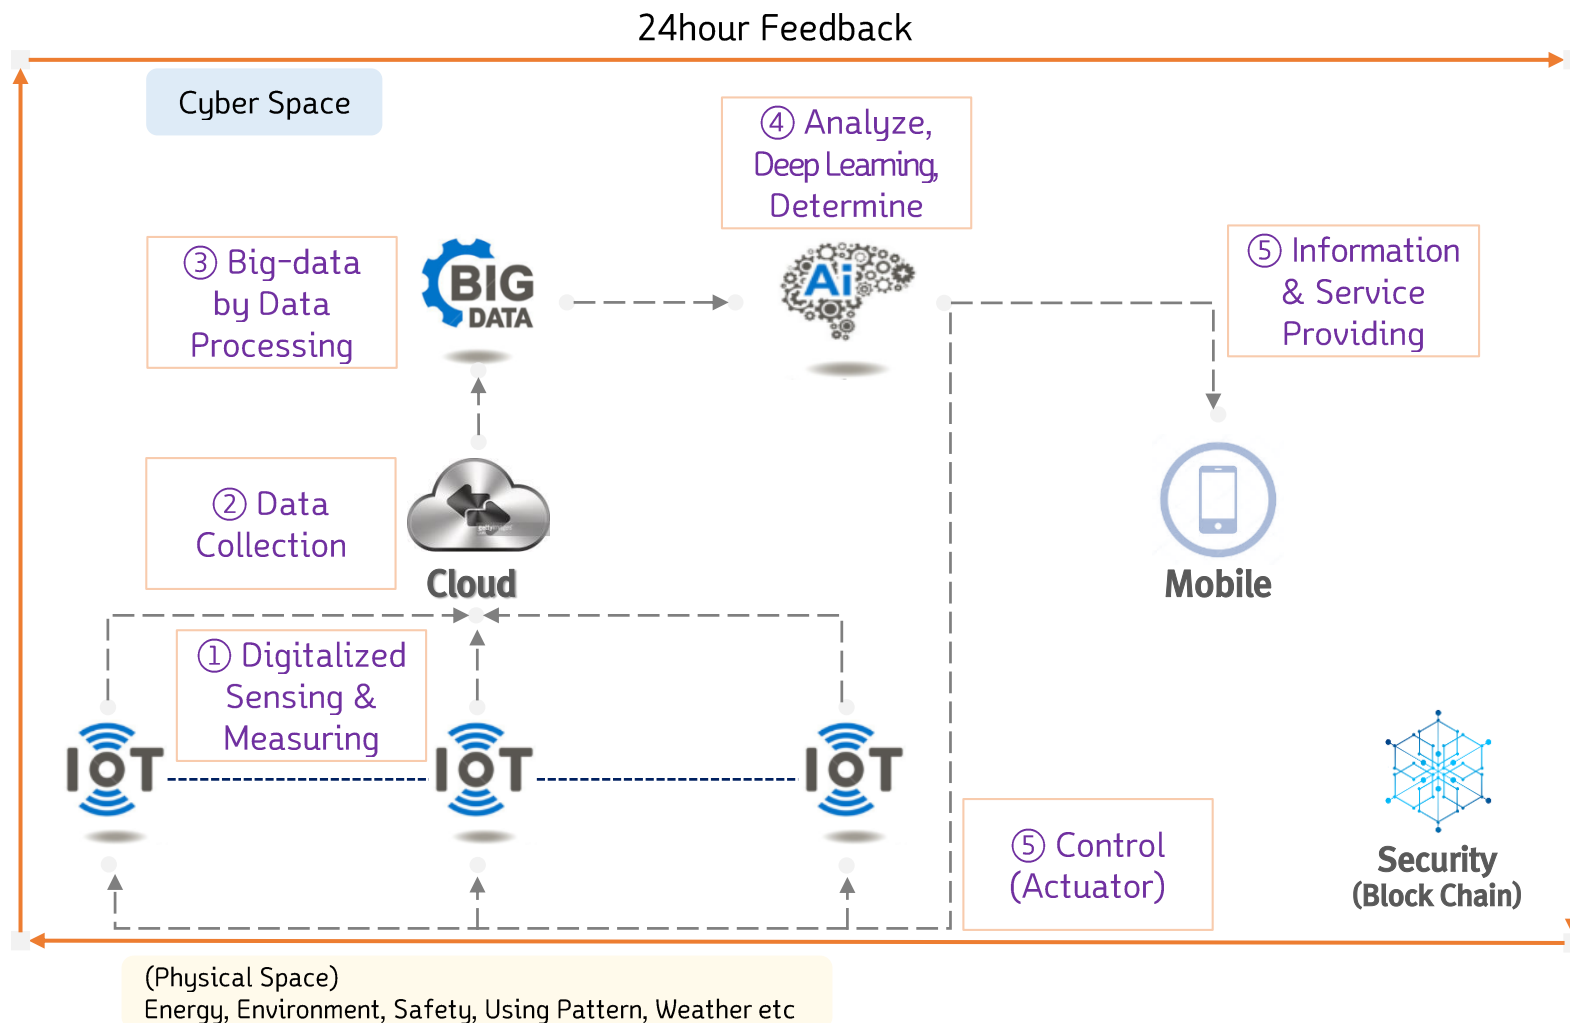 24hour Feedback
Cyber Space
④ Analyze,
Deep Learning,
Determine
③ Big-data
by Data
Processing
BIG
DATA
Ai
⑤ Information
& Service
Providing
② Data
Collection
gettyimages
Cloud
Mobile
① Digitalized
Sensing &
Measuring
IoT
IoT
IoT
⑤ Control
(Actuator)
Security
(Block Chain)
(Physical Space)
Energy, Environment, Safety, Using Pattern, Weather etc